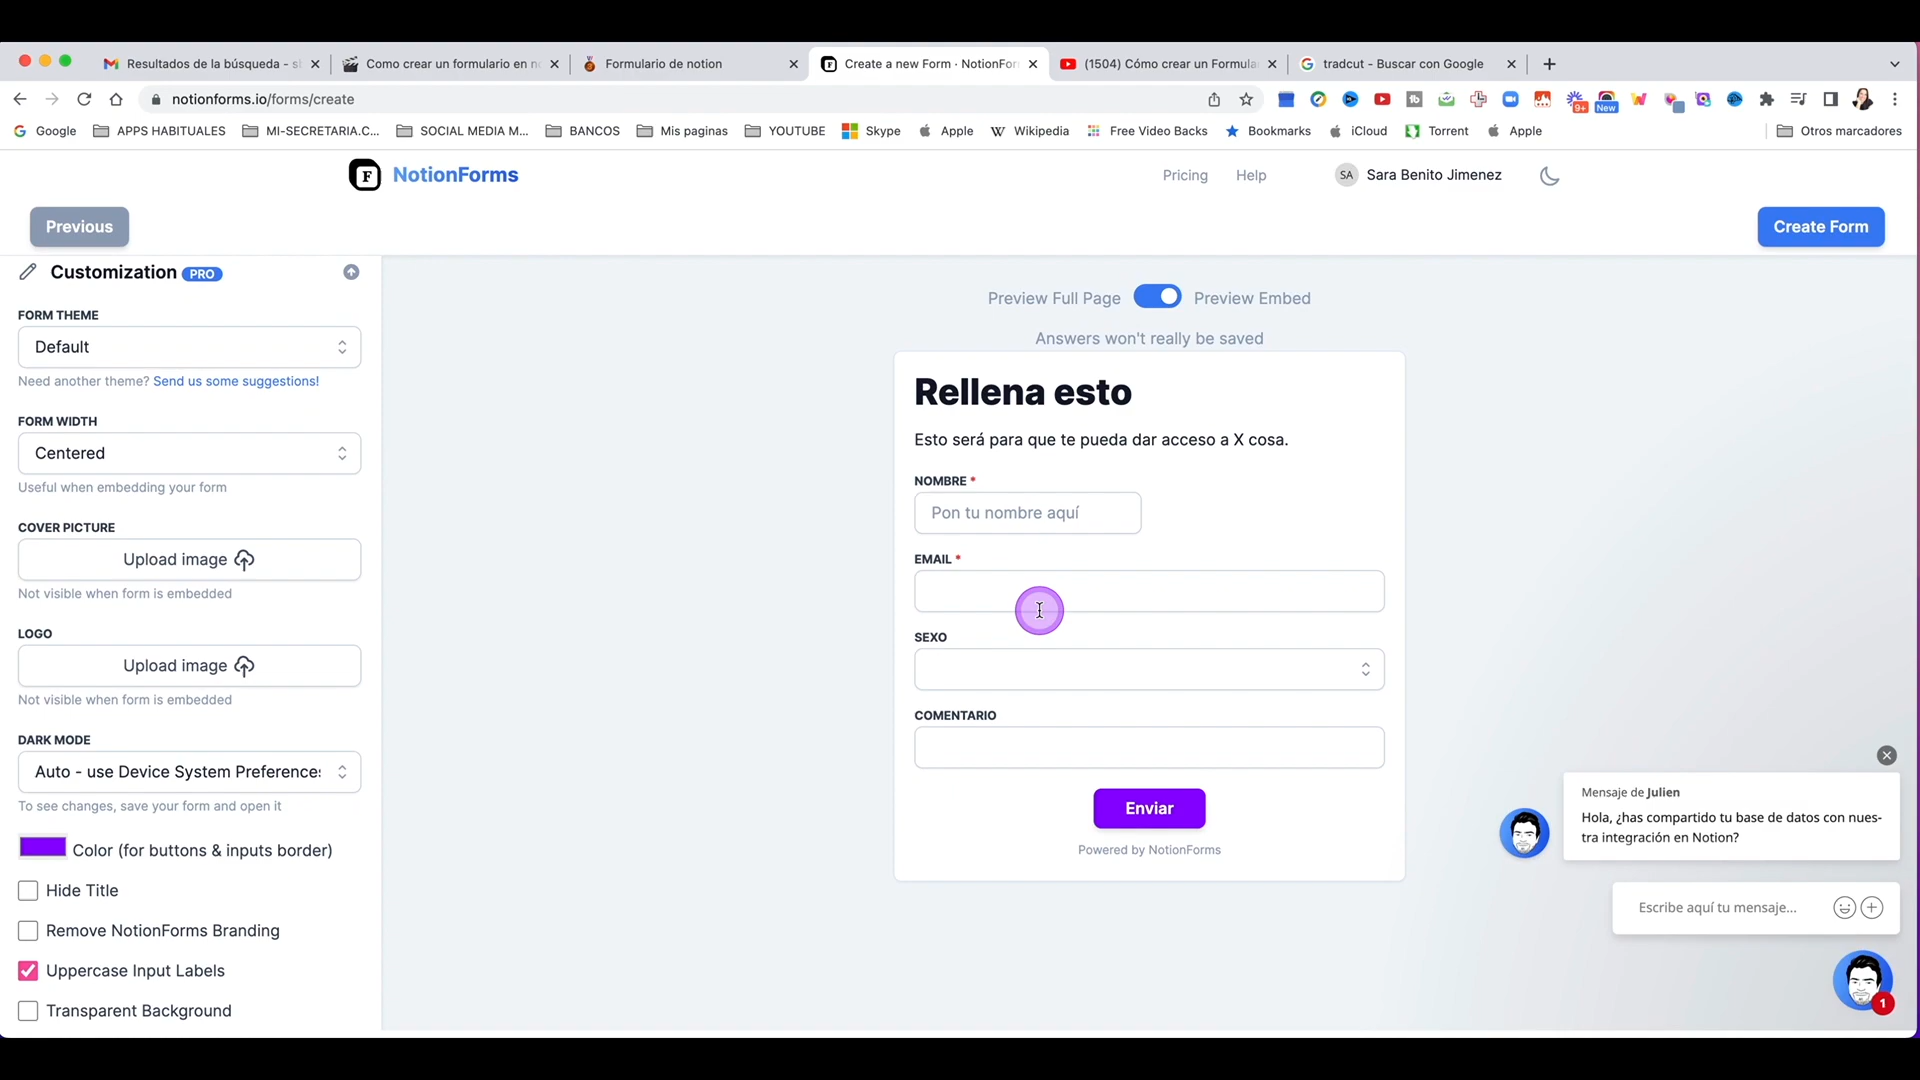 Resultados de la búsqueda - s
Como crear un formulario en n
Formulario de notion
Create a new Form · NotionFor
(1504) Cómo crear un Formula
tradcut - Buscar con Google
notionforms.io/forms/create
9+
New
Google
APPS HABITUALES
MI-SECRETARIA.C...
SOCIAL MEDIA M...
BANCOS
Mis paginas
YOUTUBE
Skype
Apple
Wikipedia
Free Video Backs
Bookmarks
iCloud
Torrent
Apple
Otros marcadores
F NotionForms
Pricing
Help
SA
Sara Benito Jimenez
Previous
Create Form
Customization PRO
FORM THEME
Default
Need another theme? Send us some suggestions!
FORM WIDTH
Centered
Useful when embedding your form
COVER PICTURE
Upload image
Not visible when form is embedded
LOGO
Upload image
Not visible when form is embedded
DARK MODE
Auto - use Device System Preferences
To see changes, save your form and open it
Color (for buttons & inputs border)
Hide Title
Remove NotionForms Branding
Uppercase Input Labels
Transparent Background
Preview Full Page
Preview Embed
Answers won't really be saved
Rellena esto
Esto será para que te pueda dar acceso a X cosa.
NOMBRE *
Pon tu nombre aquí
EMAIL *
SEXO
COMENTARIO
Enviar
Powered by NotionForms
Mensaje de Julien
Hola, ¿has compartido tu base de datos con nues-
tra integración en Notion?
Escribe aquí tu mensaje...
1